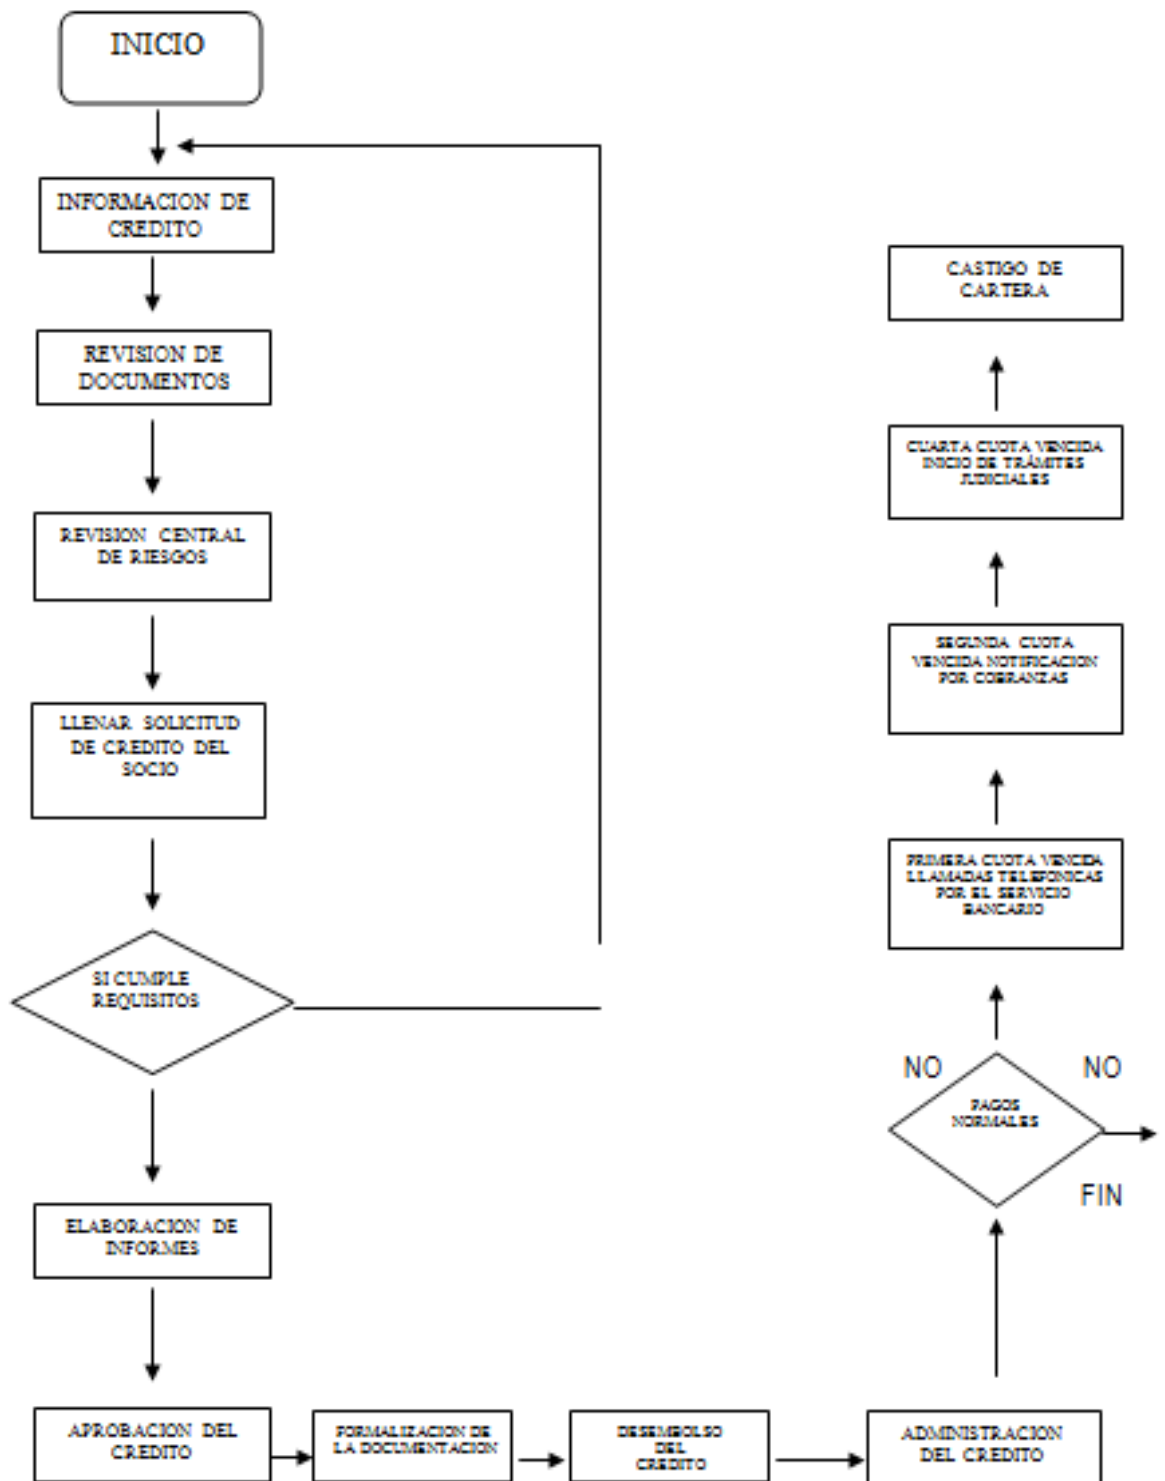 INICIO
INFORMACION DE
CREDITO
REVISION DE
DOCUMENTOS
REVISION CENTRAL
DE RIESGOS
LLENAR SOLICITUD
DE CREDITO DEL
SOCIO
SI CUMPLE
REQUISITOS
ELABORACION DE
INFORMES
APROBACION DEL
CREDITO
FORMALIZACION DE
LA DOCUMENTACION
DESEMBOLSO
DEL
CREDITO
ADMINISTRACION
DEL CREDITO
NO
NO
PAGOS
NORMALES
FIN
PRIMERA CUOTA VENCIDA
LLAMADAS TELEFONICAS
POR EL SERVICIO
BANCARIO
SEGUNDA CUOTA
VENCIDA NOTIFICACION
POR COBRANZAS
CUARTA CUOTA VENCIDA
INICIO DE TRÁMITES
JUDICIALES
CASTIGO DE
CARTERA